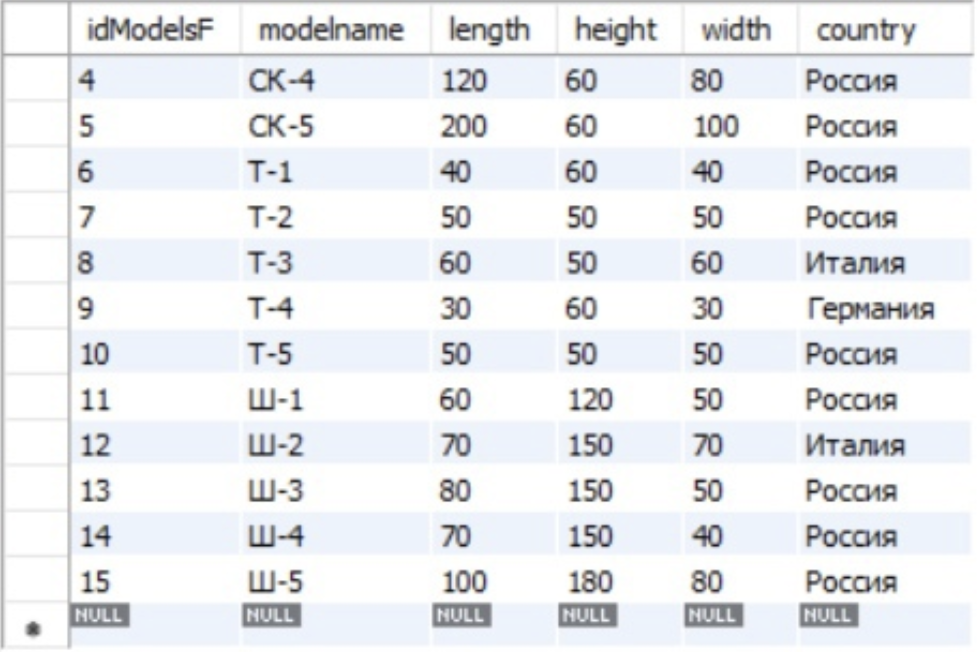 idModelsF modelname length height width country
4 СК-4 120 60 80 Россия
5 СК-5 200 60 100 Россия
6 Т-1 40 60 40 Россия
7 Т-2 50 50 50 Россия
8 Т-3 60 50 60 Италия
9 Т-4 30 60 30 Германия
10 Т-5 50 50 50 Россия
11 Ш-1 60 120 50 Россия
12 Ш-2 70 150 70 Италия
13 Ш-3 80 150 50 Россия
14 Ш-4 70 150 40 Россия
15 Ш-5 100 180 80 Россия
NULL NULL NULL NULL NULL NULL